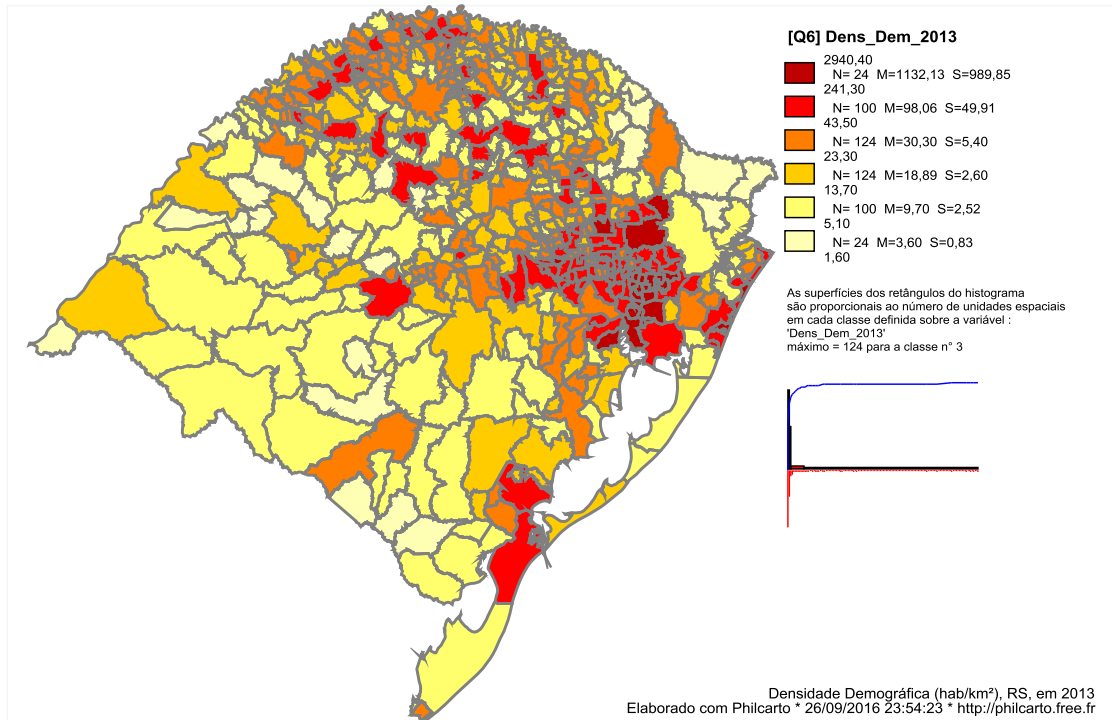 [Q6] Dens_Dem_2013
2940,40
N= 24 M=1132,13 S=989,85
241,30
N= 100 M=98,06 S=49,91
43,50
N= 124 M=30,30 S=5,40
23,30
N= 124 M=18,89 S=2,60
13,70
N= 100 M=9,70 S=2,52
5,10
N= 24 M=3,60 S=0,83
1,60
As superfícies dos retângulos do histograma
são proporcionais ao número de unidades espaciais
em cada classe definida sobre a variável :
'Dens_Dem_2013'
máximo = 124 para a classe n° 3
Densidade Demográfica (hab/km²), RS, em 2013
Elaborado com Philcarto * 26/09/2016 23:54:23 * http://philcarto.free.fr